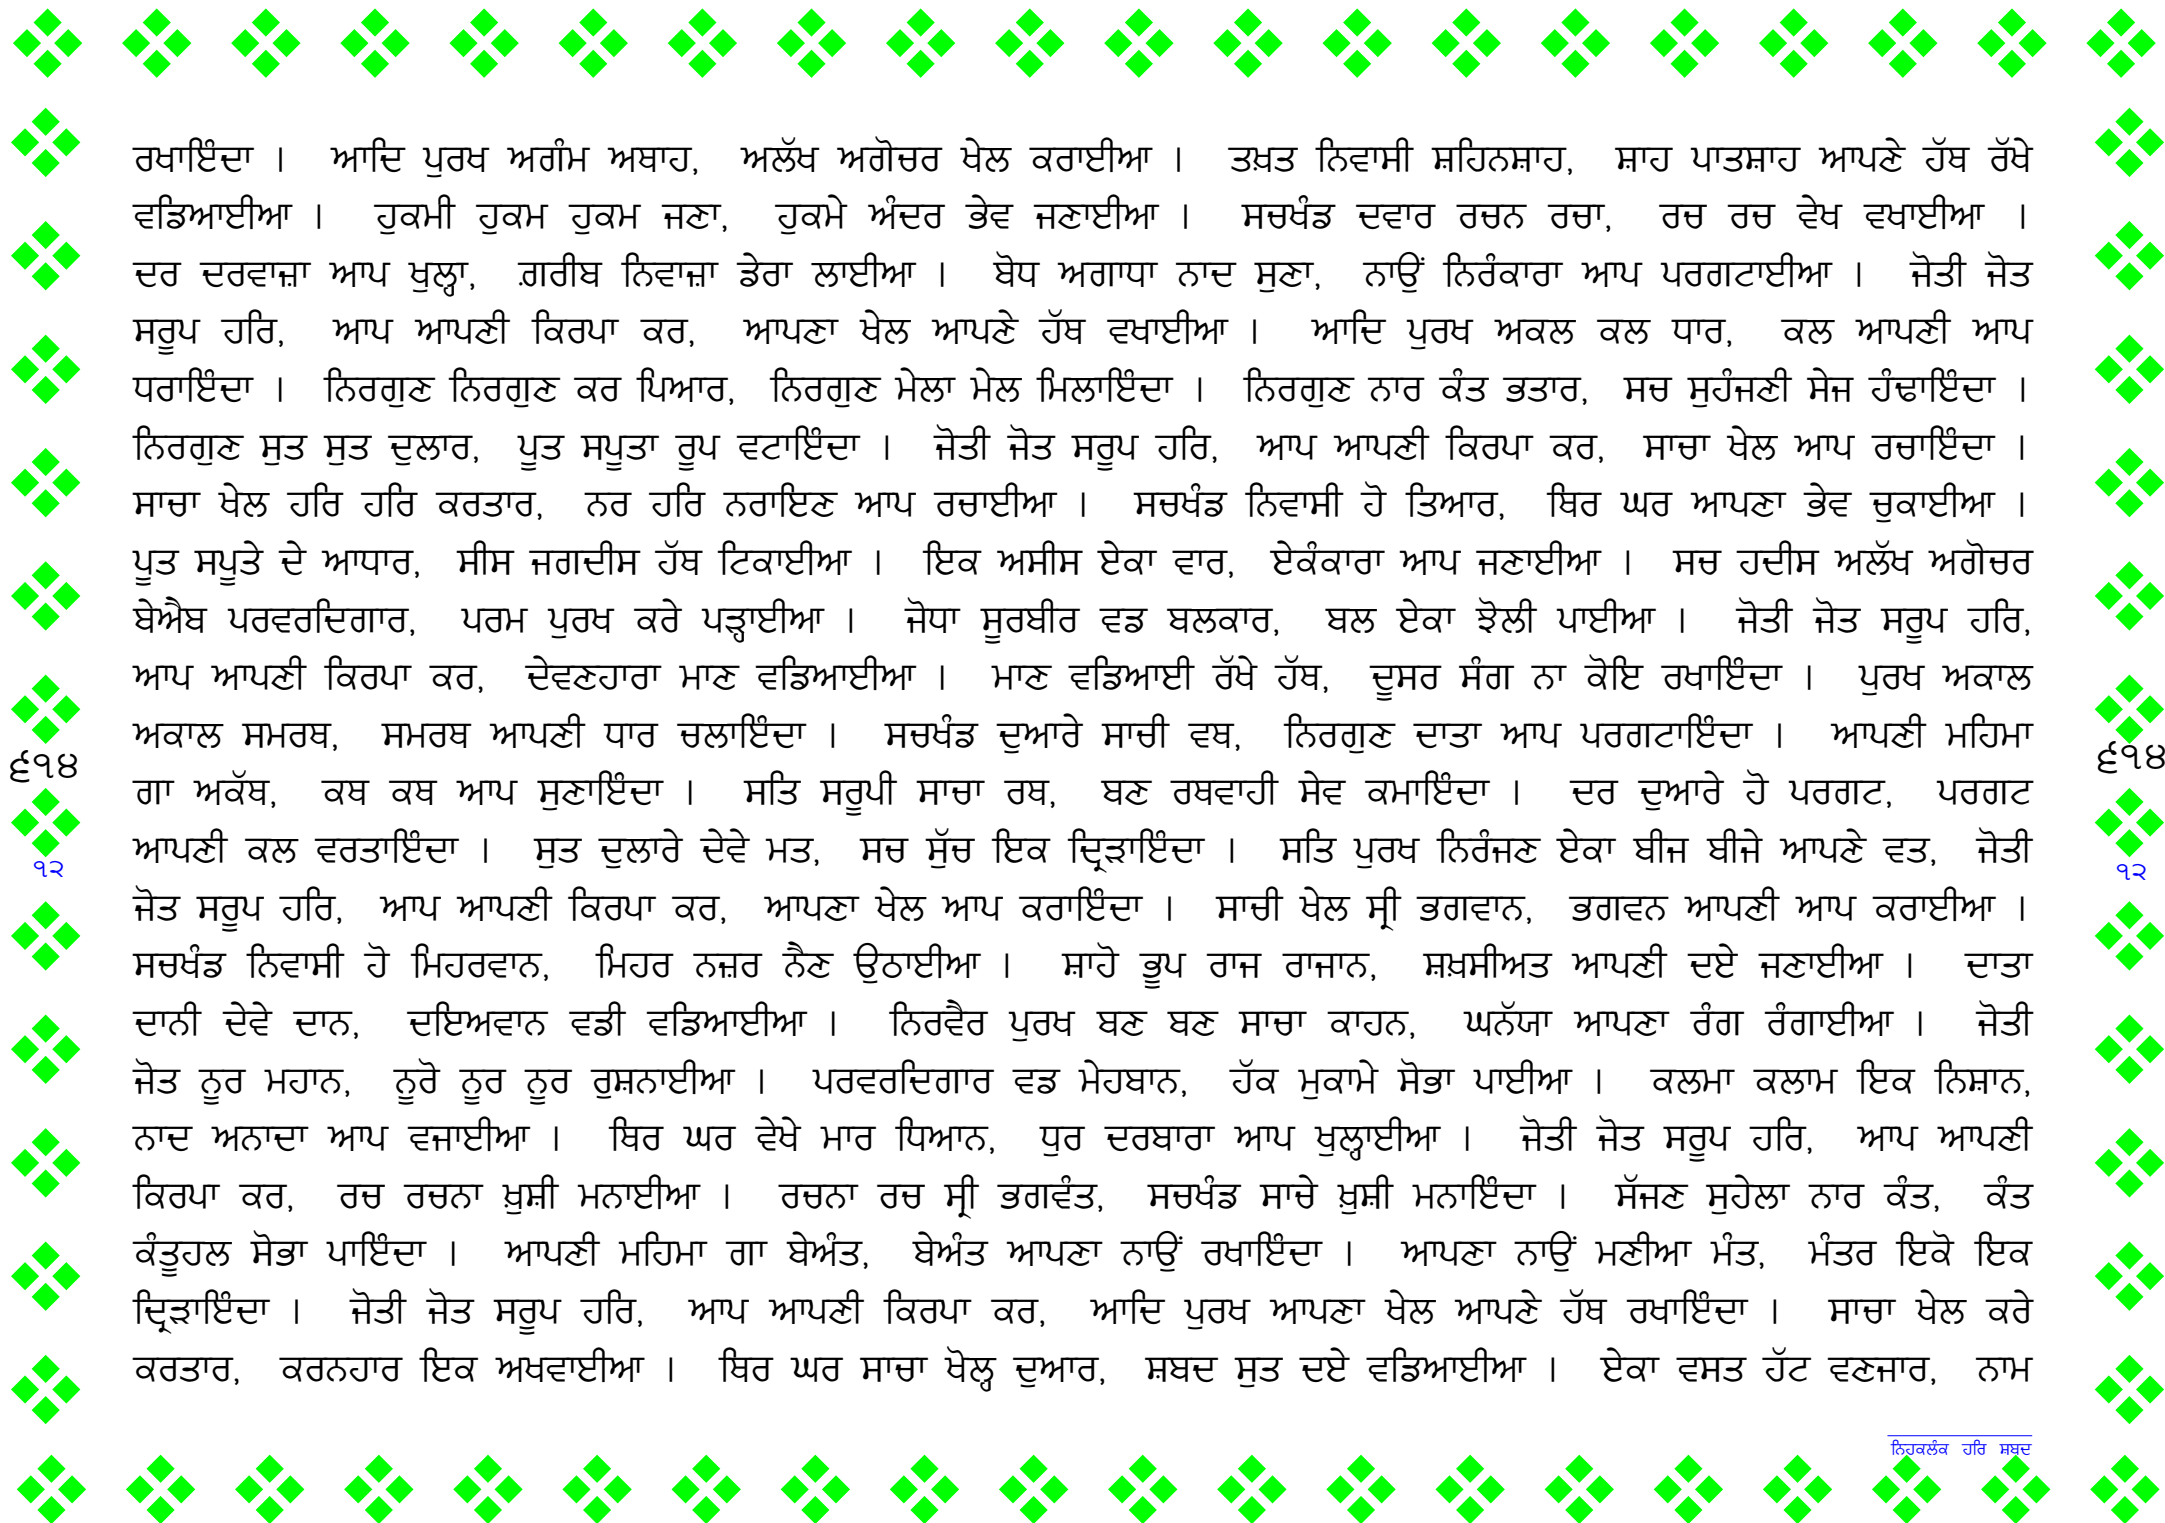 ਰਖਾਇੰਦਾ । ਆਦਿ ਪੁਰਖ ਅਗੰਮ ਅਥਾਹ, ਅਲੱਖ ਅਗੋਚਰ ਖੇਲ ਕਰਾਈਆ । ਤਖ਼ਤ ਨਿਵਾਸੀ ਸ਼ਹਿਨਸ਼ਾਹ, ਸ਼ਾਹ ਪਾਤਸ਼ਾਹ ਆਪਣੇ ਹੱਥ ਰੱਖੇ
ਵਡਿਆਈਆ । ਹੁਕਮੀ ਹੁਕਮ ਹੁਕਮ ਜਣਾ, ਹੁਕਮੇ ਅੰਦਰ ਭੇਵ ਜਣਾਈਆ । ਸਚਖੰਡ ਦਵਾਰ ਰਚਨ ਰਚਾ, ਰਚ ਰਚ ਵੇਖ ਵਖਾਈਆ ।
ਦਰ ਦਰਵਾਜ਼ਾ ਆਪ ਖੁਲ੍ਹਾ, ਗ਼ਰੀਬ ਨਿਵਾਜ਼ਾ ਡੇਰਾ ਲਾਈਆ । ਬੋਧ ਅਗਾਧਾ ਨਾਦ ਸੁਣਾ, ਨਾਉਂ ਨਿਰੰਕਾਰਾ ਆਪ ਪਰਗਟਾਈਆ । ਜੋਤੀ ਜੋਤ
ਸਰੂਪ ਹਰਿ, ਆਪ ਆਪਣੀ ਕਿਰਪਾ ਕਰ, ਆਪਣਾ ਖੇਲ ਆਪਣੇ ਹੱਥ ਵਖਾਈਆ । ਆਦਿ ਪੁਰਖ ਅਕਲ ਕਲ ਧਾਰ, ਕਲ ਆਪਣੀ ਆਪ
ਧਰਾਇੰਦਾ । ਨਿਰਗੁਣ ਨਿਰਗੁਣ ਕਰ ਪਿਆਰ, ਨਿਰਗੁਣ ਮੇਲਾ ਮੇਲ ਮਿਲਾਇੰਦਾ । ਨਿਰਗੁਣ ਨਾਰ ਕੰਤ ਭਤਾਰ, ਸਚ ਸੁਹੰਜਣੀ ਸੇਜ ਹੰਢਾਇੰਦਾ ।
ਨਿਰਗੁਣ ਸੁਤ ਸੁਤ ਦੁਲਾਰ, ਪੂਤ ਸਪੂਤਾ ਰੂਪ ਵਟਾਇੰਦਾ । ਜੋਤੀ ਜੋਤ ਸਰੂਪ ਹਰਿ, ਆਪ ਆਪਣੀ ਕਿਰਪਾ ਕਰ, ਸਾਚਾ ਖੇਲ ਆਪ ਰਚਾਇੰਦਾ ।
ਸਾਚਾ ਖੇਲ ਹਰਿ ਹਰਿ ਕਰਤਾਰ, ਨਰ ਹਰਿ ਨਰਾਇਣ ਆਪ ਰਚਾਈਆ । ਸਚਖੰਡ ਨਿਵਾਸੀ ਹੋ ਤਿਆਰ, ਥਿਰ ਘਰ ਆਪਣਾ ਭੇਵ ਚੁਕਾਈਆ ।
ਪੂਤ ਸਪੂਤੇ ਦੇ ਆਧਾਰ, ਸੀਸ ਜਗਦੀਸ ਹੱਥ ਟਿਕਾਈਆ । ਇਕ ਅਸੀਸ ਏਕਾ ਵਾਰ, ਏਕੰਕਾਰਾ ਆਪ ਜਣਾਈਆ । ਸਚ ਹਦੀਸ ਅਲੱਖ ਅਗੋਚਰ
ਬੇਐਬ ਪਰਵਰਦਿਗਾਰ, ਪਰਮ ਪੁਰਖ ਕਰੇ ਪੜ੍ਹਾਈਆ । ਜੋਧਾ ਸੂਰਬੀਰ ਵਡ ਬਲਕਾਰ, ਬਲ ਏਕਾ ਝੋਲੀ ਪਾਈਆ । ਜੋਤੀ ਜੋਤ ਸਰੂਪ ਹਰਿ,
ਆਪ ਆਪਣੀ ਕਿਰਪਾ ਕਰ, ਦੇਵਣਹਾਰਾ ਮਾਣ ਵਡਿਆਈਆ । ਮਾਣ ਵਡਿਆਈ ਰੱਖੇ ਹੱਥ, ਦੂਸਰ ਸੰਗ ਨਾ ਕੋਇ ਰਖਾਇੰਦਾ । ਪੁਰਖ ਅਕਾਲ
ਅਕਾਲ ਸਮਰਥ, ਸਮਰਥ ਆਪਣੀ ਧਾਰ ਚਲਾਇੰਦਾ । ਸਚਖੰਡ ਦੁਆਰੇ ਸਾਚੀ ਵਥ, ਨਿਰਗੁਣ ਦਾਤਾ ਆਪ ਪਰਗਟਾਇੰਦਾ । ਆਪਣੀ ਮਹਿਮਾ
ਗਾ ਅਕੱਥ, ਕਥ ਕਥ ਆਪ ਸੁਣਾਇੰਦਾ । ਸਤਿ ਸਰੂਪੀ ਸਾਚਾ ਰਥ, ਬਣ ਰਥਵਾਹੀ ਸੇਵ ਕਮਾਇੰਦਾ । ਦਰ ਦੁਆਰੇ ਹੋ ਪਰਗਟ, ਪਰਗਟ
ਆਪਣੀ ਕਲ ਵਰਤਾਇੰਦਾ । ਸੁਤ ਦੁਲਾਰੇ ਦੇਵੇ ਮਤ, ਸਚ ਸੁੱਚ ਇਕ ਦ੍ਰਿੜਾਇੰਦਾ । ਸਤਿ ਪੁਰਖ ਨਿਰੰਜਣ ਏਕਾ ਬੀਜ ਬੀਜੇ ਆਪਣੇ ਵਤ, ਜੋਤੀ
ਜੋਤ ਸਰੂਪ ਹਰਿ, ਆਪ ਆਪਣੀ ਕਿਰਪਾ ਕਰ, ਆਪਣਾ ਖੇਲ ਆਪ ਕਰਾਇੰਦਾ । ਸਾਚੀ ਖੇਲ ਸ੍ਰੀ ਭਗਵਾਨ, ਭਗਵਨ ਆਪਣੀ ਆਪ ਕਰਾਈਆ ।
ਸਚਖੰਡ ਨਿਵਾਸੀ ਹੋ ਮਿਹਰਵਾਨ, ਮਿਹਰ ਨਜ਼ਰ ਨੈਣ ਉਠਾਈਆ । ਸ਼ਾਹੋ ਭੂਪ ਰਾਜ ਰਾਜਾਨ, ਸ਼ਖ਼ਸੀਅਤ ਆਪਣੀ ਦਏ ਜਣਾਈਆ । ਦਾਤਾ
ਦਾਨੀ ਦੇਵੇ ਦਾਨ, ਦਇਅਵਾਨ ਵਡੀ ਵਡਿਆਈਆ । ਨਿਰਵੈਰ ਪੁਰਖ ਬਣ ਬਣ ਸਾਚਾ ਕਾਹਨ, ਘਨੱਯਾ ਆਪਣਾ ਰੰਗ ਰੰਗਾਈਆ । ਜੋਤੀ
ਜੋਤ ਨੂਰ ਮਹਾਨ, ਨੂਰੋ ਨੂਰ ਨੂਰ ਰੁਸ਼ਨਾਈਆ । ਪਰਵਰਦਿਗਾਰ ਵਡ ਮੇਹਬਾਨ, ਹੱਕ ਮੁਕਾਮੇ ਸੋਭਾ ਪਾਈਆ । ਕਲਮਾ ਕਲਾਮ ਇਕ ਨਿਸ਼ਾਨ,
ਨਾਦ ਅਨਾਦਾ ਆਪ ਵਜਾਈਆ । ਥਿਰ ਘਰ ਵੇਖੇ ਮਾਰ ਧਿਆਨ, ਧੁਰ ਦਰਬਾਰਾ ਆਪ ਖੁਲ੍ਹਾਈਆ । ਜੋਤੀ ਜੋਤ ਸਰੂਪ ਹਰਿ, ਆਪ ਆਪਣੀ
ਕਿਰਪਾ ਕਰ, ਰਚ ਰਚਨਾ ਖ਼ੁਸ਼ੀ ਮਨਾਈਆ । ਰਚਨਾ ਰਚ ਸ੍ਰੀ ਭਗਵੰਤ, ਸਚਖੰਡ ਸਾਚੇ ਖ਼ੁਸ਼ੀ ਮਨਾਇੰਦਾ । ਸੱਜਣ ਸੁਹੇਲਾ ਨਾਰ ਕੰਤ, ਕੰਤ
ਕੰਤੂਹਲ ਸੋਭਾ ਪਾਇੰਦਾ । ਆਪਣੀ ਮਹਿਮਾ ਗਾ ਬੇਅੰਤ, ਬੇਅੰਤ ਆਪਣਾ ਨਾਉਂ ਰਖਾਇੰਦਾ । ਆਪਣਾ ਨਾਉਂ ਮਣੀਆ ਮੰਤ, ਮੰਤਰ ਇਕੋ ਇਕ
ਦ੍ਰਿੜਾਇੰਦਾ । ਜੋਤੀ ਜੋਤ ਸਰੂਪ ਹਰਿ, ਆਪ ਆਪਣੀ ਕਿਰਪਾ ਕਰ, ਆਦਿ ਪੁਰਖ ਆਪਣਾ ਖੇਲ ਆਪਣੇ ਹੱਥ ਰਖਾਇੰਦਾ । ਸਾਚਾ ਖੇਲ ਕਰੇ
ਕਰਤਾਰ, ਕਰਨਹਾਰ ਇਕ ਅਖਵਾਈਆ । ਥਿਰ ਘਰ ਸਾਚਾ ਖੋਲ੍ਹ ਦੁਆਰ, ਸ਼ਬਦ ਸੁਤ ਦਏ ਵਡਿਆਈਆ । ਏਕਾ ਵਸਤ ਹੱਟ ਵਣਜਾਰ, ਨਾਮ
੬੧੪
੧੨
੬੧੪
੧੨
ਨਿਹਕਲੰਕ ਹਰਿ ਸ਼ਬਦ